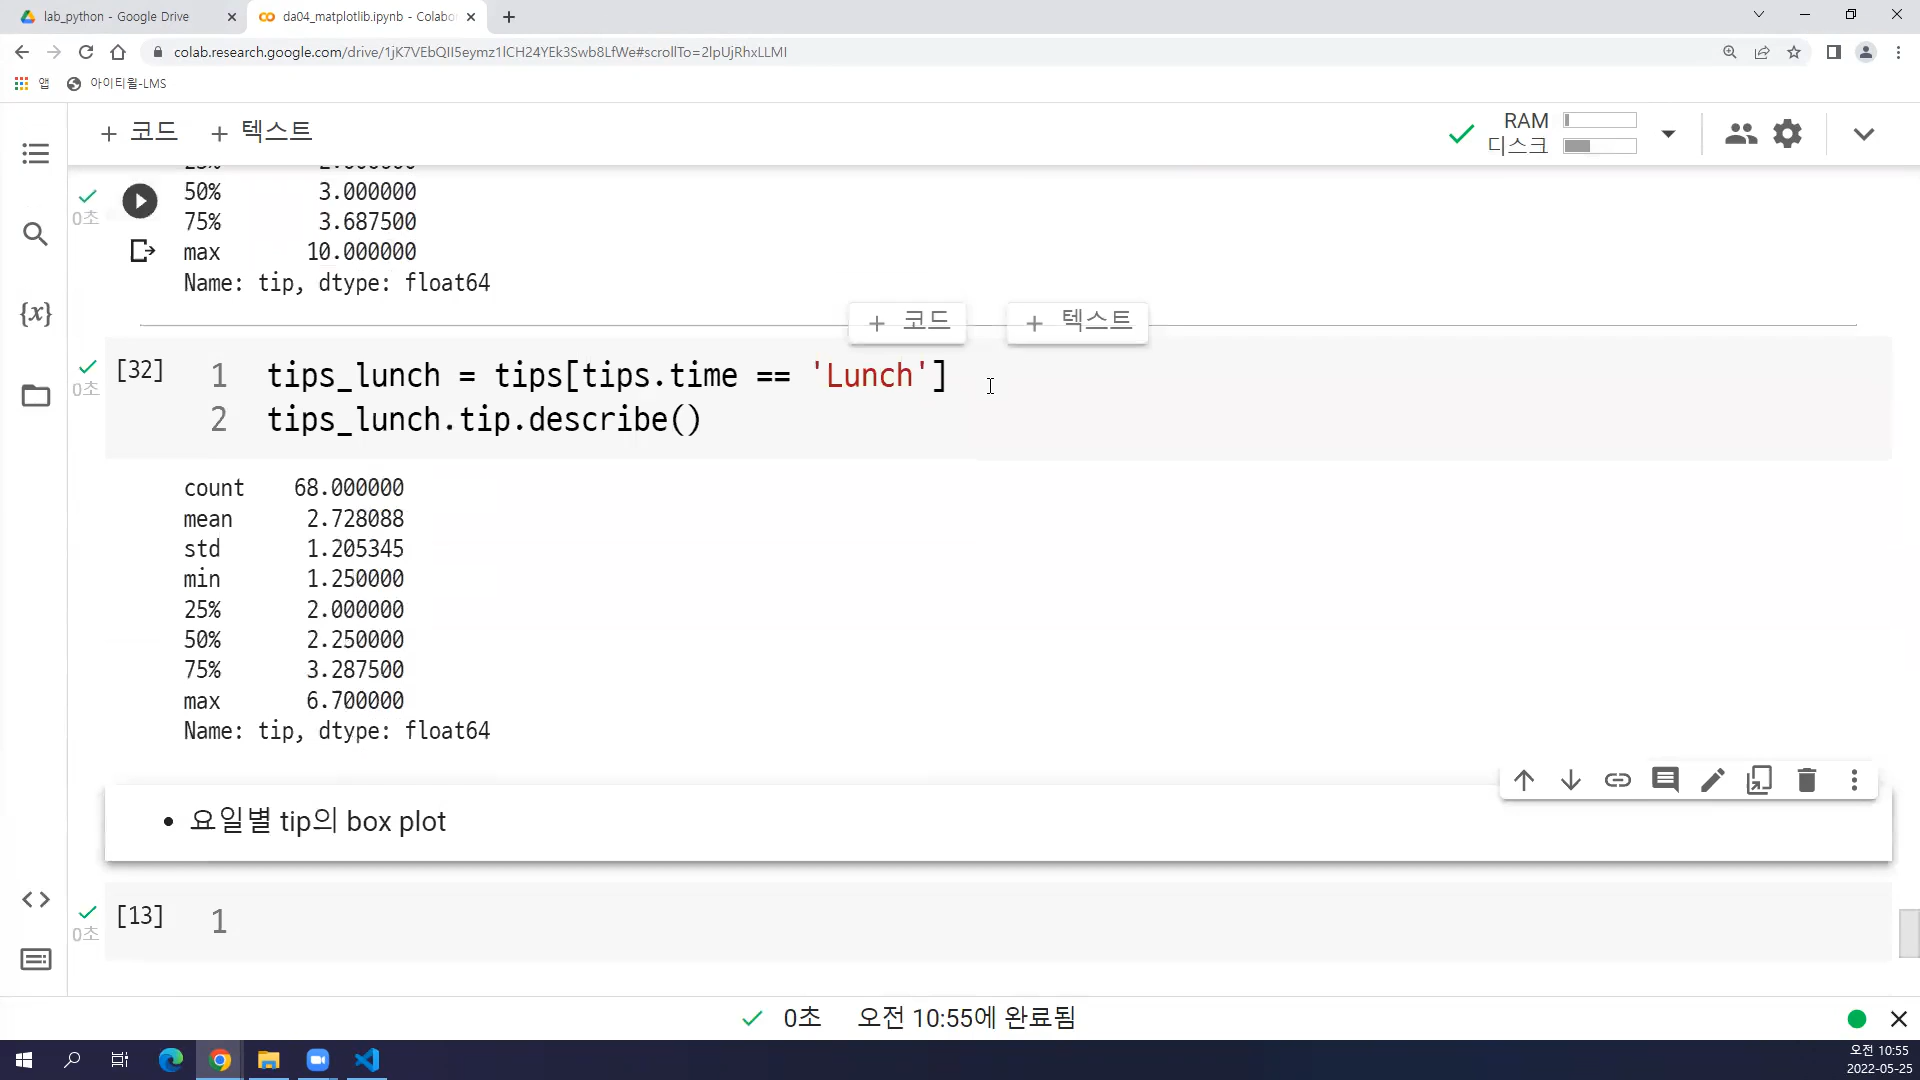 lab_python - Google Drive
da04_matplotlib.ipynb - Colabo
colab.research.google.com/drive/1jK7VEbQII5eymz1lCH24YEk3Swb8LfWe#scrollTo=2lpUjRhxLLMI
앱
아이티윌-LMS
+ 코드 + 텍스트
RAM
디스크
0초
50% 3.000000
75% 3.687500
max 10.000000
Name: tip, dtype: float64
+ 코드 + 텍스트
0초
[32]
1 tips_lunch = tips[tips.time == 'Lunch']
2 tips_lunch.tip.describe()
count 68.000000
mean 2.728088
std 1.205345
min 1.250000
25% 2.000000
50% 2.250000
75% 3.287500
max 6.700000
Name: tip, dtype: float64
• 요일별 tip의 box plot
[13] 1
0초
0초 오전 10:55에 완료됨
오전 10:55
2022-05-25